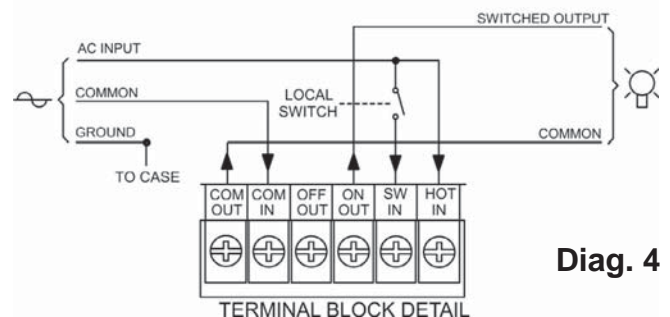 SWITCHED OUTPUT
AC INPUT
COMMON
LOCAL
SWITCH
GROUND
COMMON
TO CASE
COM OUT
COM IN
OFF OUT
ON OUT
SW IN
HOT IN
Diag. 4
TERMINAL BLOCK DETAIL